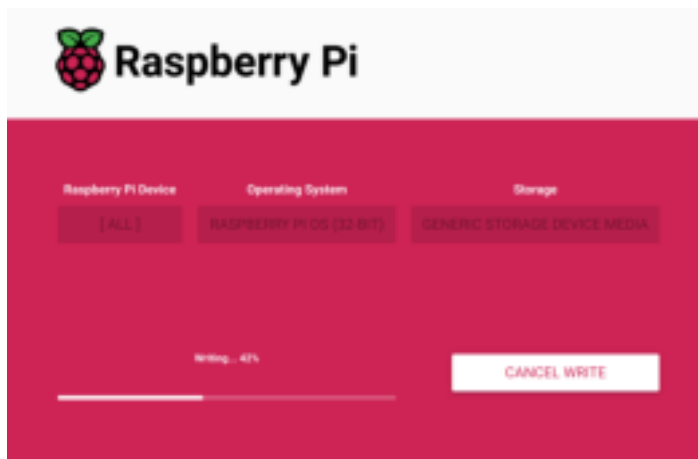 Raspberry Pi
Raspberry Pi Device
Operating System
Storage
[ ALL ]
RASPBERRY PI OS (32-BIT)
GENERIC STORAGE DEVICE MEDIA
Writing... 42%
CANCEL WRITE